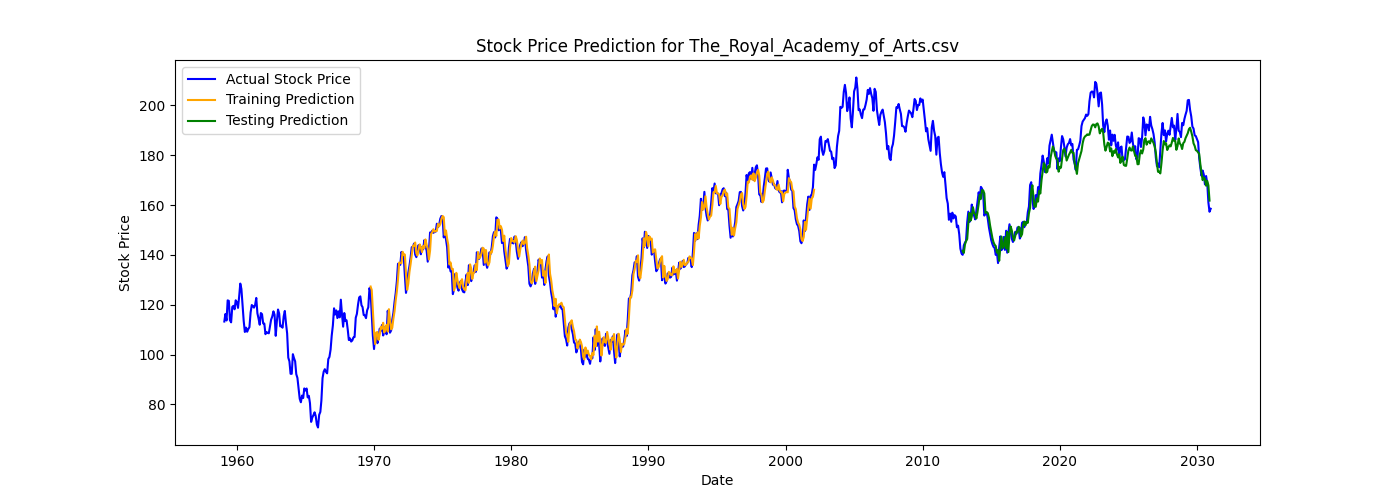 Stock Price Prediction for The_Royal_Academy_of_Arts.csv
Actual Stock Price
Training Prediction
Testing Prediction
Stock Price
200
180
160
140
120
100
80
1960
1970
1980
1990
2000
2010
2020
2030
Date